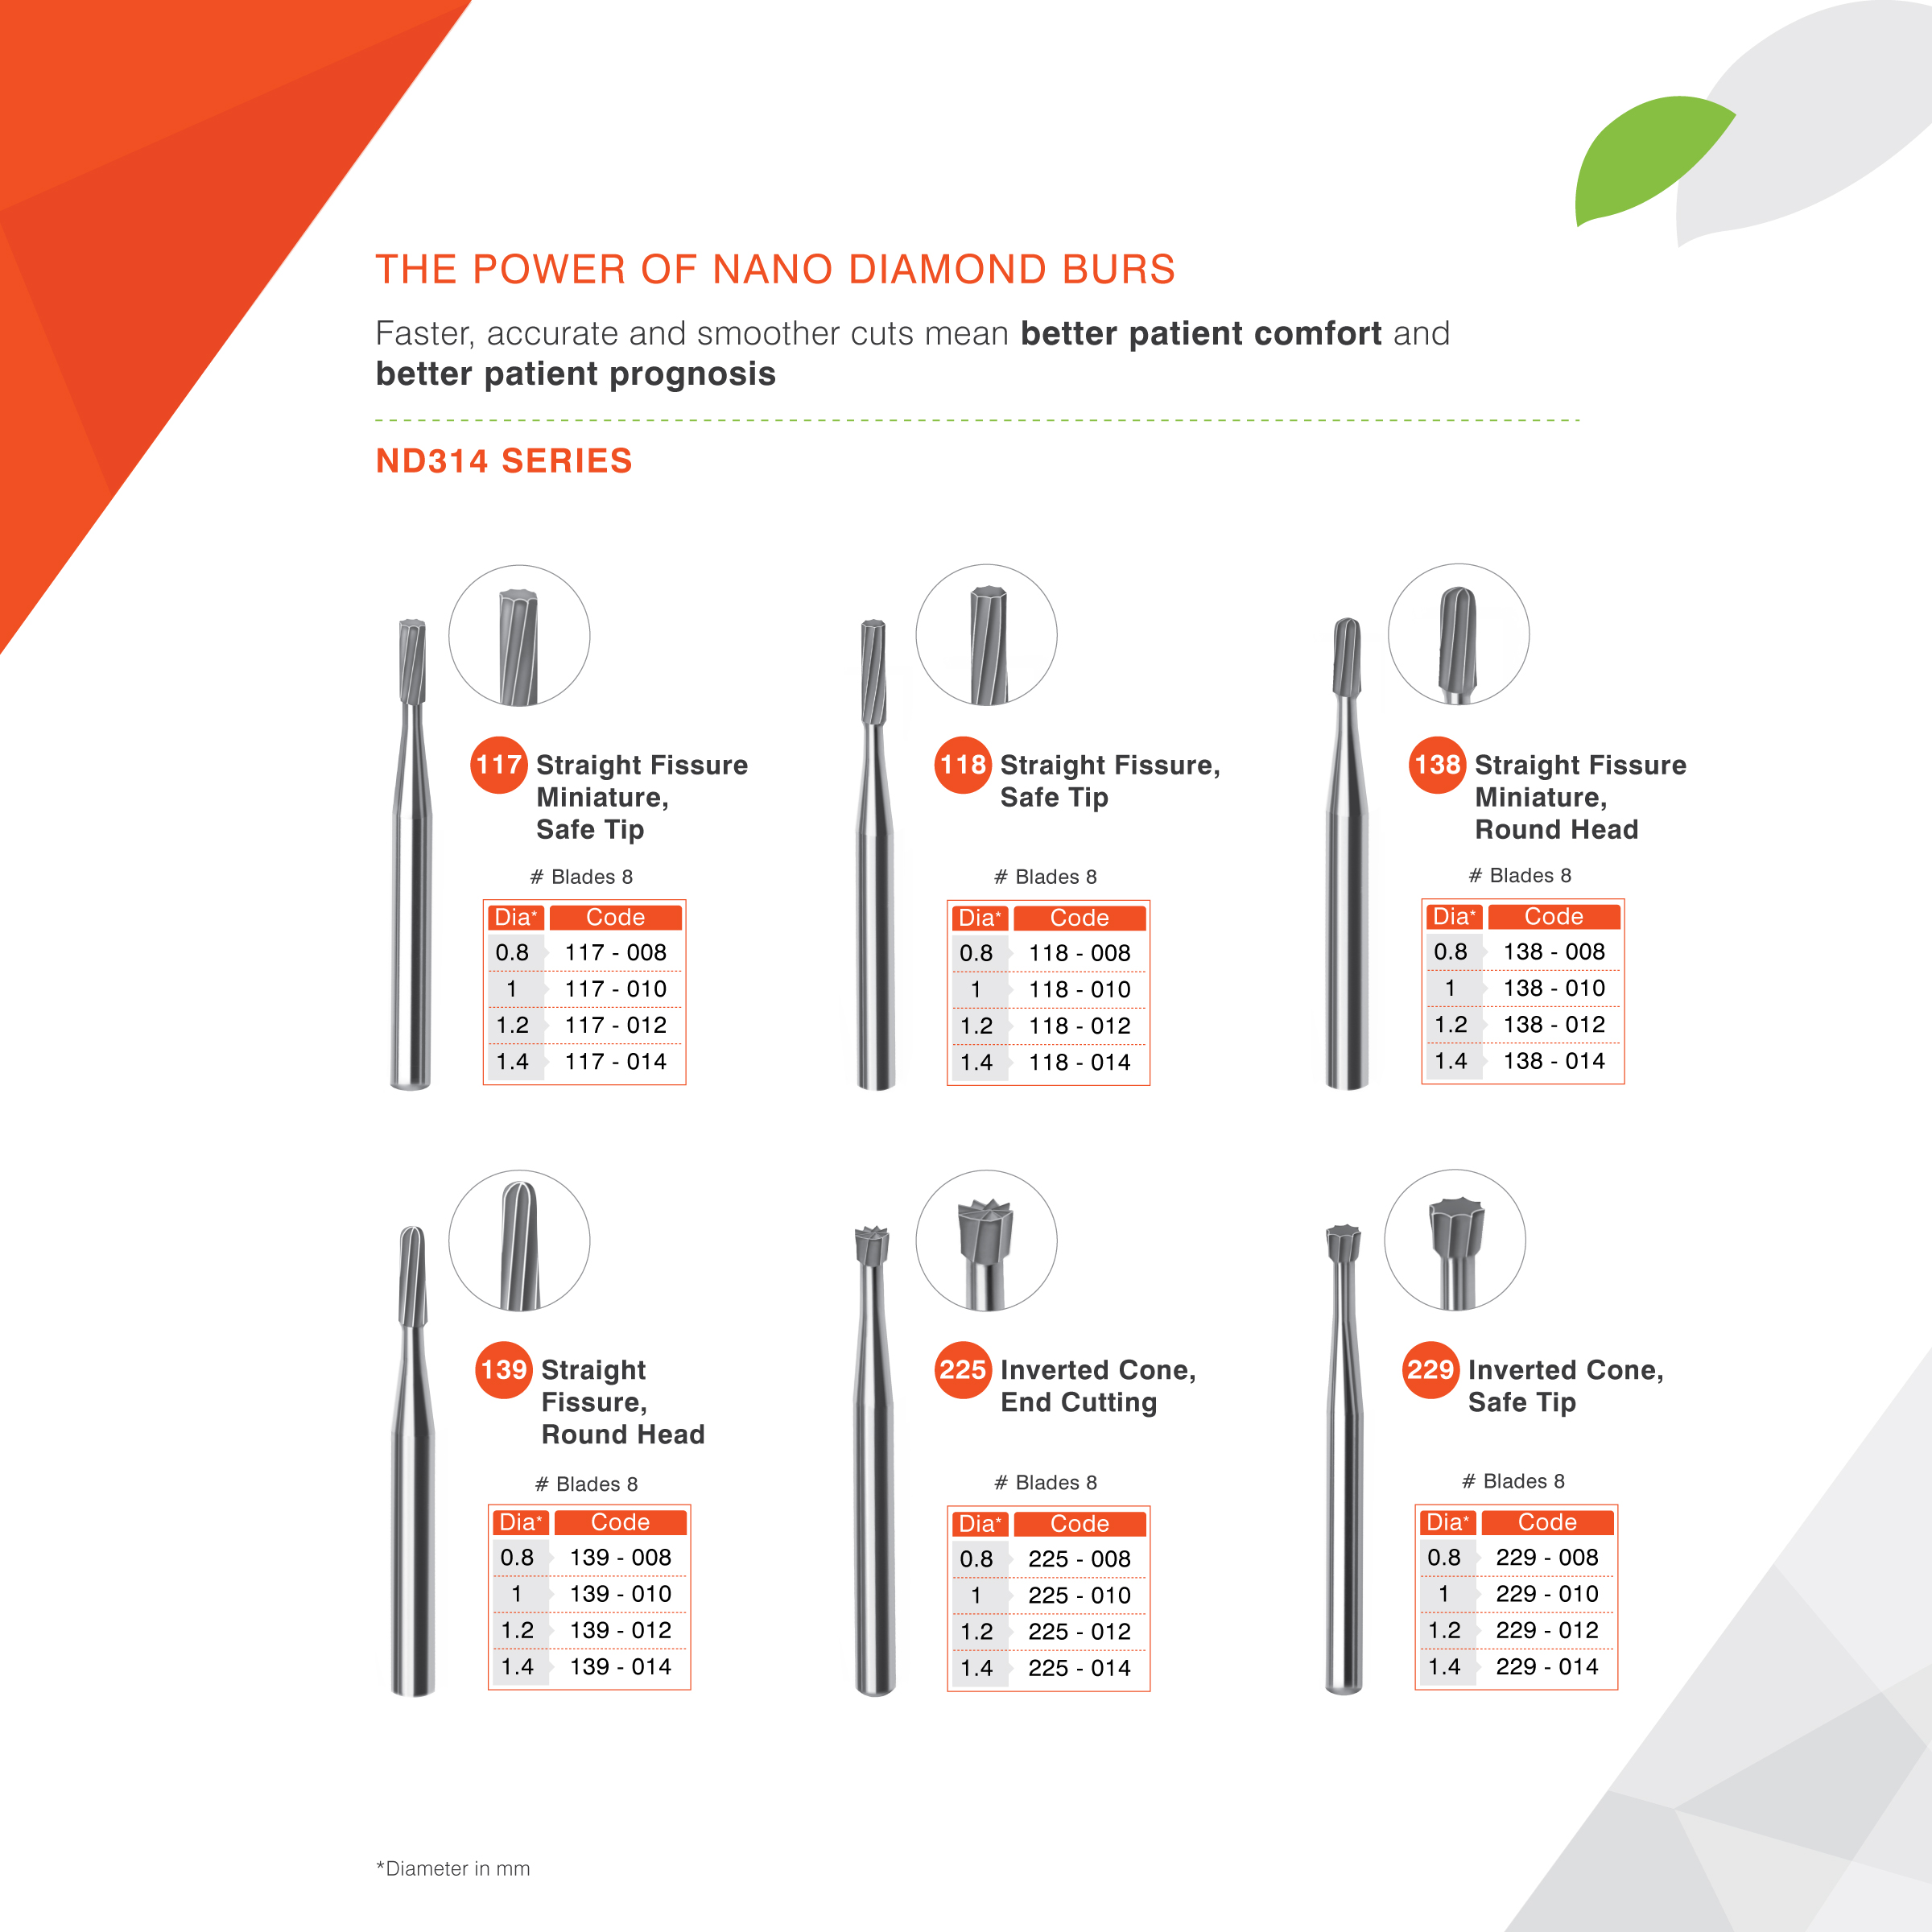 THE POWER OF NANO DIAMOND BURS
Faster, accurate and smoother cuts mean better patient comfort and
better patient prognosis
ND314 SERIES
117 Straight Fissure
Miniature,
Safe Tip
# Blades 8
Dia* Code
0.8 117 - 008
1 117 - 010
1.2 117 - 012
1.4 117 - 014
118 Straight Fissure,
Safe Tip
# Blades 8
Dia* Code
0.8 118 - 008
1 118 - 010
1.2 118 - 012
1.4 118 - 014
138 Straight Fissure
Miniature,
Round Head
# Blades 8
Dia* Code
0.8 138 - 008
1 138 - 010
1.2 138 - 012
1.4 138 - 014
139 Straight
Fissure,
Round Head
# Blades 8
Dia* Code
0.8 139 - 008
1 139 - 010
1.2 139 - 012
1.4 139 - 014
225 Inverted Cone,
End Cutting
# Blades 8
Dia* Code
0.8 225 - 008
1 225 - 010
1.2 225 - 012
1.4 225 - 014
229 Inverted Cone,
Safe Tip
# Blades 8
Dia* Code
0.8 229 - 008
1 229 - 010
1.2 229 - 012
1.4 229 - 014
*Diameter in mm